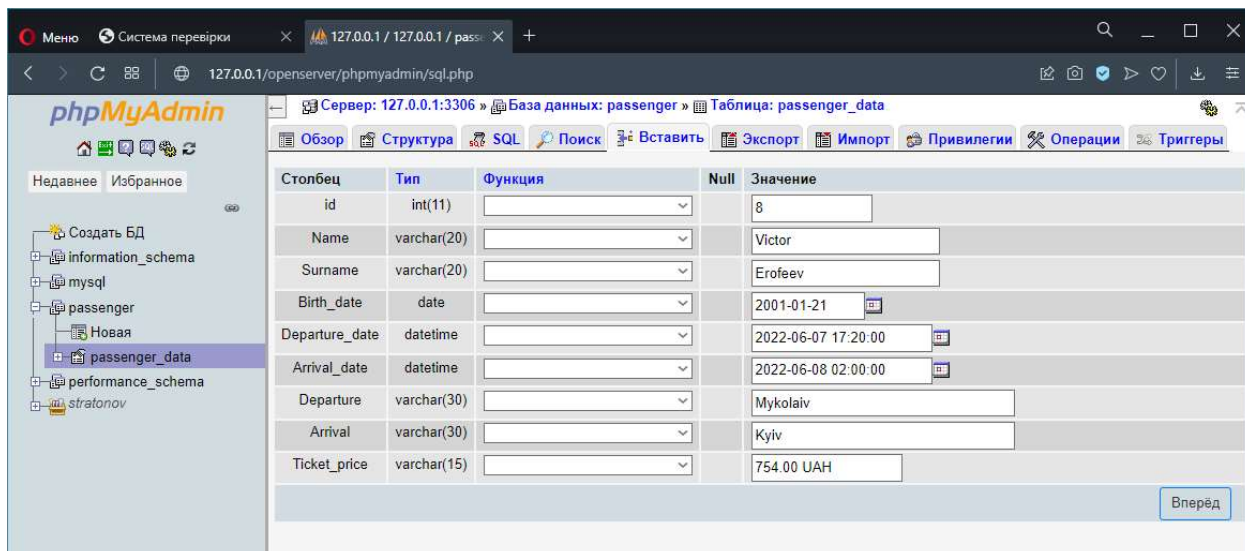 Меню Система перевірки 127.0.0.1 / 127.0.0.1 / pass
127.0.0.1/openserver/phpmyadmin/sql.php
phpMyAdmin
Недавнее Избранное
Создать БД
information_schema
mysql
passenger
Новая
passenger_data
performance_schema
stratonov
Сервер: 127.0.0.1:3306 » База данных: passenger » Таблица: passenger_data
Обзор Структура SQL Поиск Вставить Экспорт Импорт Привилегии Операции Триггеры
Столбец Тип Функция Null Значение
id int(11) 8
Name varchar(20) Victor
Surname varchar(20) Erofeev
Birth_date date 2001-01-21
Departure_date datetime 2022-06-07 17:20:00
Arrival_date datetime 2022-06-08 02:00:00
Departure varchar(30) Mykolaiv
Arrival varchar(30) Kyiv
Ticket_price varchar(15) 754.00 UAH
Вперёд